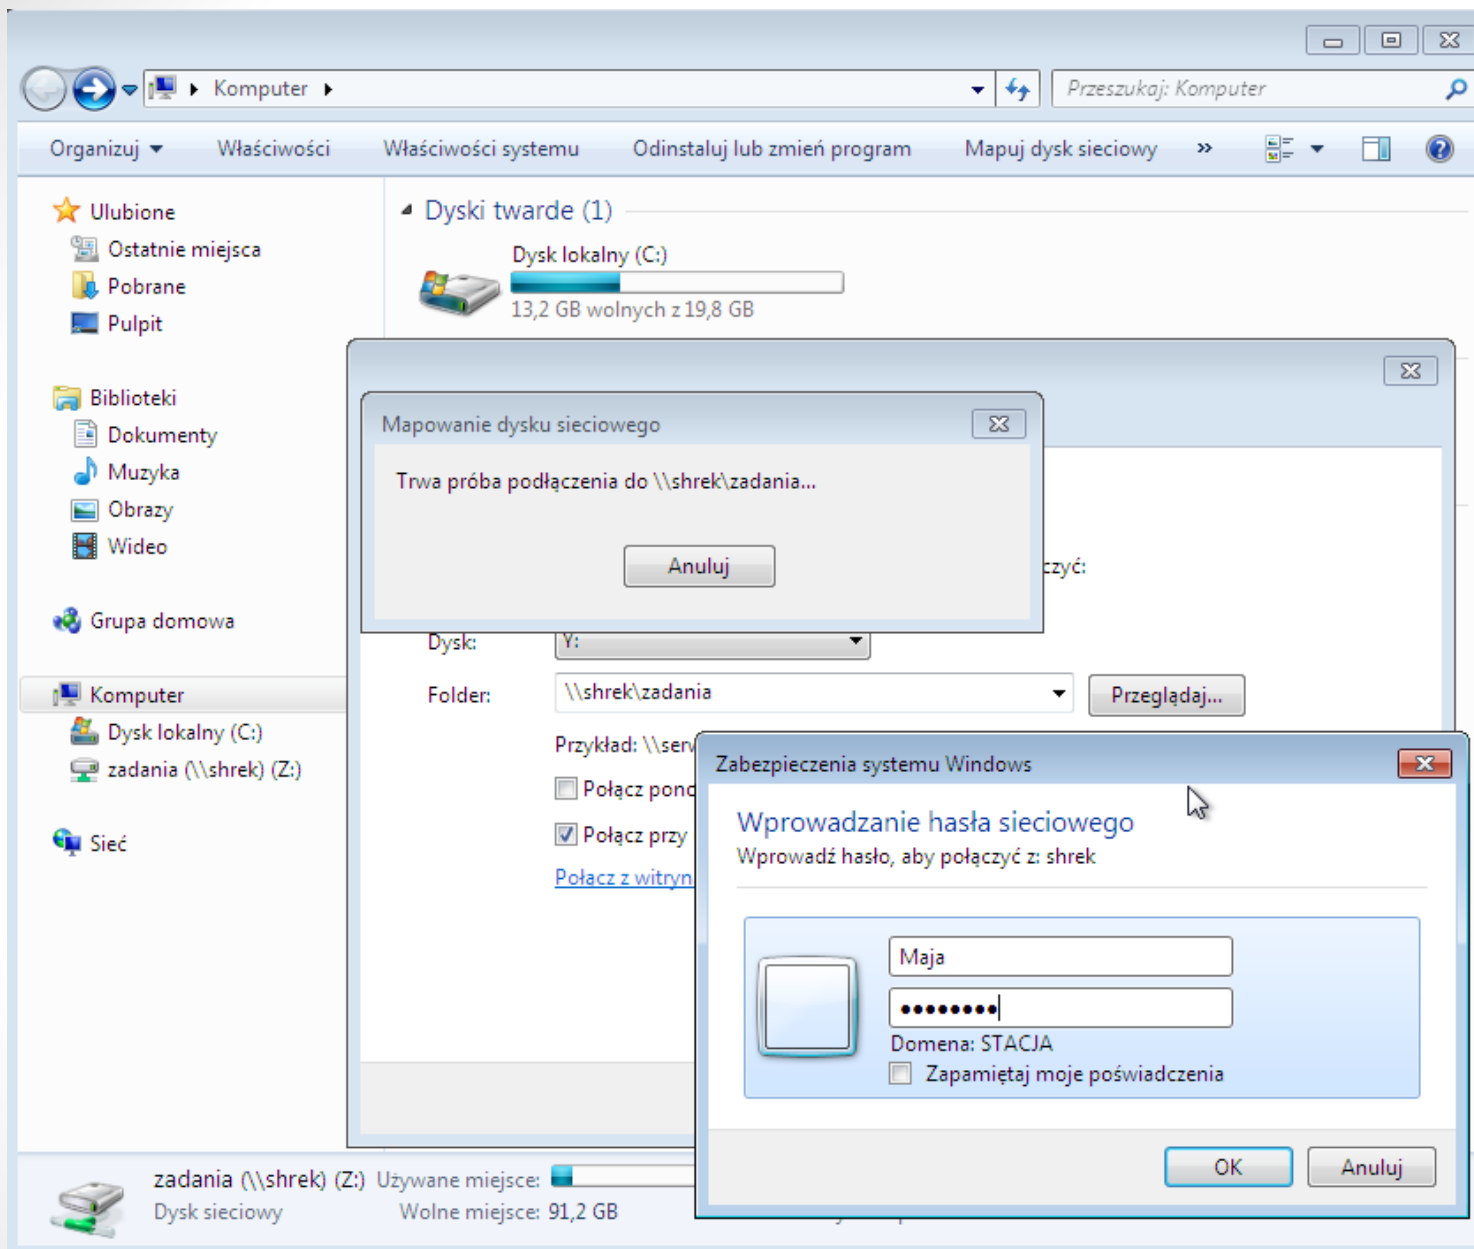 Komputer
Przeszukaj: Komputer
Organizuj Właściwości Właściwości systemu Odinstaluj lub zmień program Mapuj dysk sieciowy »
Ulubione
Ostatnie miejsca
Pobrane
Pulpit
Biblioteki
Dokumenty
Muzyka
Obrazy
Wideo
Grupa domowa
Komputer
Dysk lokalny (C:)
zadania (\\shrek) (Z:)
Sieć
Dyski twarde (1)
Dysk lokalny (C:)
13,2 GB wolnych z 19,8 GB
Mapowanie dysku sieciowego
Trwa próba podłączenia do \\shrek\zadania...
Anuluj
czyć:
Dysk: Y:
Folder: \\shrek\zadania Przeglądaj...
Przykład: \\serw
Połącz pono
Połącz przy
Połącz z witryn
Zabezpieczenia systemu Windows
Wprowadzanie hasła sieciowego
Wprowadź hasło, aby połączyć z: shrek
Maja
●●●●●●●●
Domena: STACJA
Zapamiętaj moje poświadczenia
OK Anuluj
zadania (\\shrek) (Z:) Używane miejsce:
Dysk sieciowy Wolne miejsce: 91,2 GB